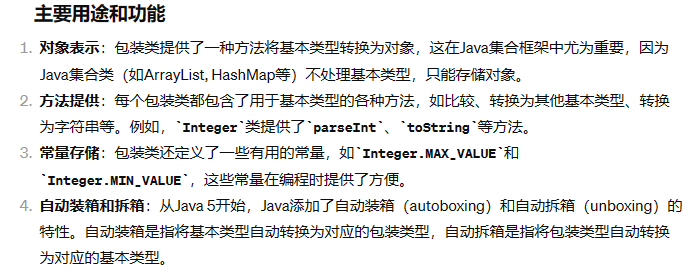 主要用途和功能
1. 对象表示：包装类提供了一种方法将基本类型转换为对象，这在Java集合框架中尤为重要，因为
Java集合类（如ArrayList, HashMap等）不处理基本类型，只能存储对象。
2. 方法提供：每个包装类都包含了用于基本类型的各种方法，如比较、转换为其他基本类型、转换
为字符串等。例如，`Integer`类提供了`parseInt`、`toString`等方法。
3. 常量存储：包装类还定义了一些有用的常量，如`Integer.MAX_VALUE`和
`Integer.MIN_VALUE`，这些常量在编程时提供了方便。
4. 自动装箱和拆箱：从Java 5开始，Java添加了自动装箱（autoboxing）和自动拆箱（unboxing）的
特性。自动装箱是指将基本类型自动转换为对应的包装类型，自动拆箱是指将包装类型自动转换
为对应的基本类型。